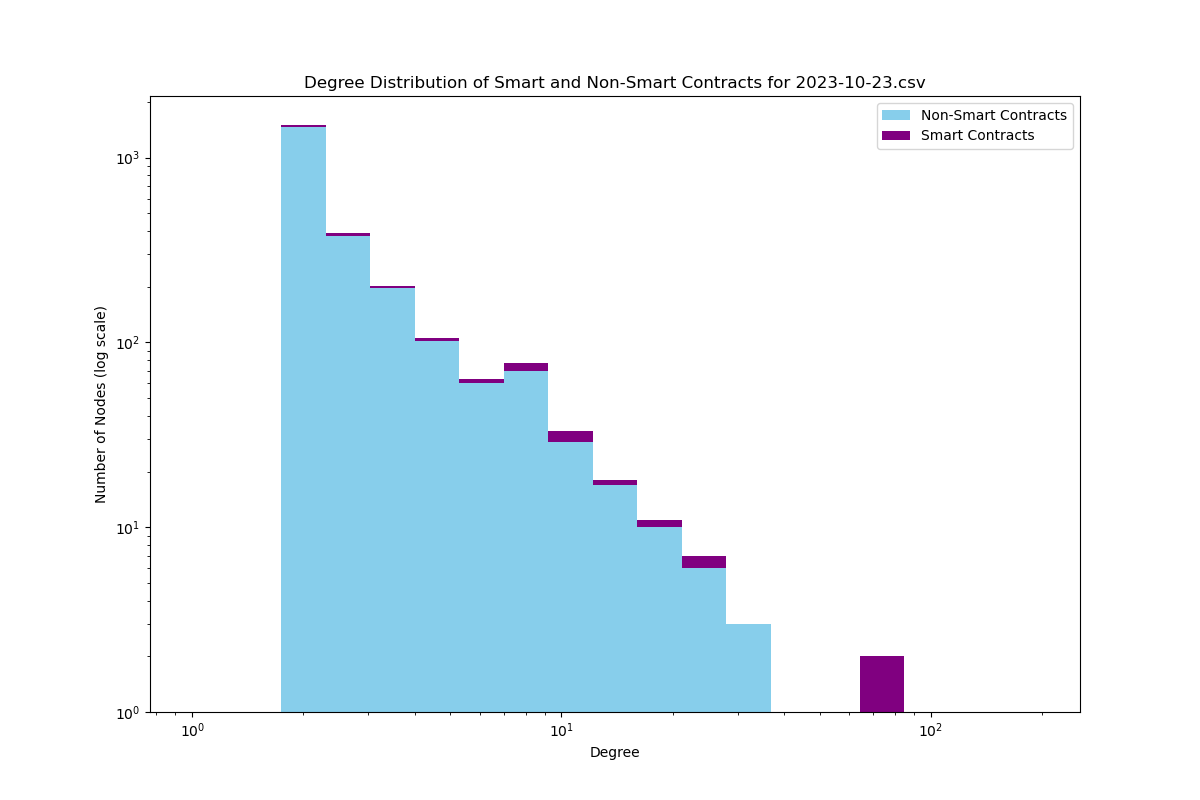 Degree Distribution of Smart and Non-Smart Contracts for 2023-10-23.csv
Non-Smart Contracts
Smart Contracts
Number of Nodes (log scale)
10³
10²
10¹
10⁰
10⁰ 10¹ 10²
Degree